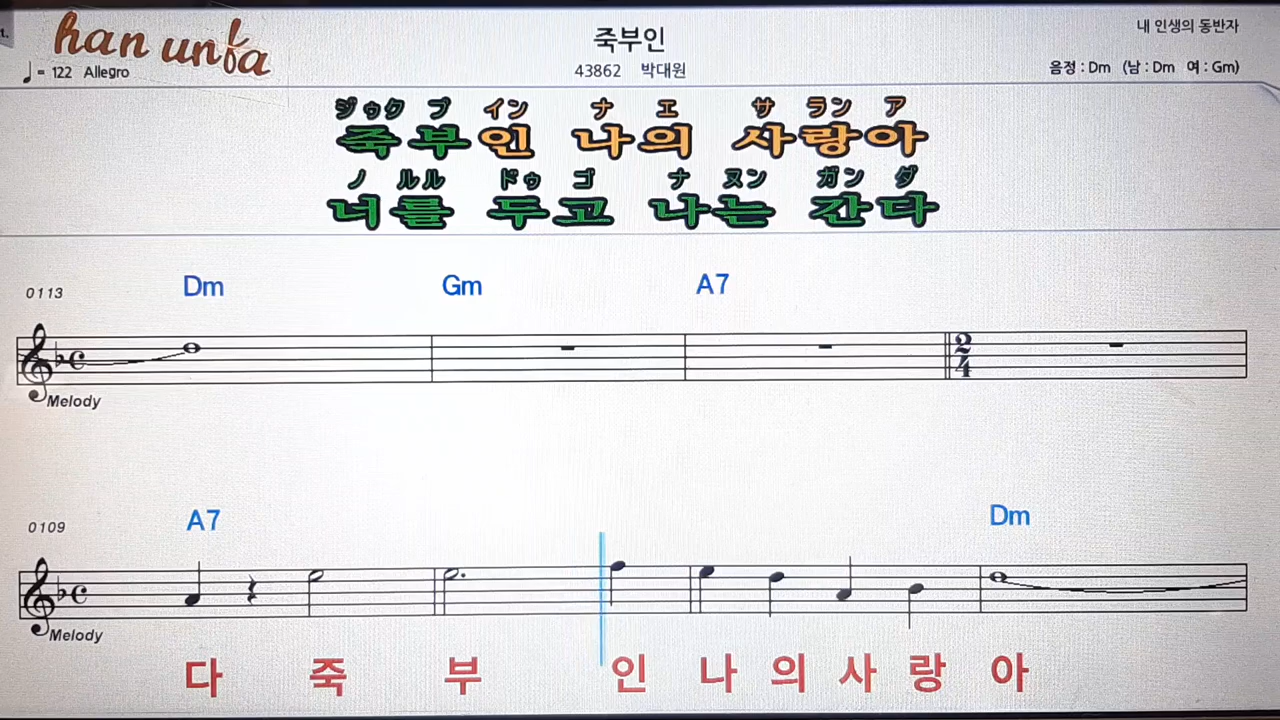 t.
han unfa
죽부인
내 인생의 동반자
♩= 122 Allegro
43862 박대원
음정 : Dm (남 : Dm 여 : Gm)
ジゥク ブ イン ナ エ サ ラン ア
죽부인 나의 사랑아
ノ ルル ドゥ ゴ ナ ヌン ガン ダ
너를 두고 나는 간다
0113 Dm Gm A7
2
4
Melody
0109 A7 Dm
Melody
다 죽 부 인 나 의 사 랑 아